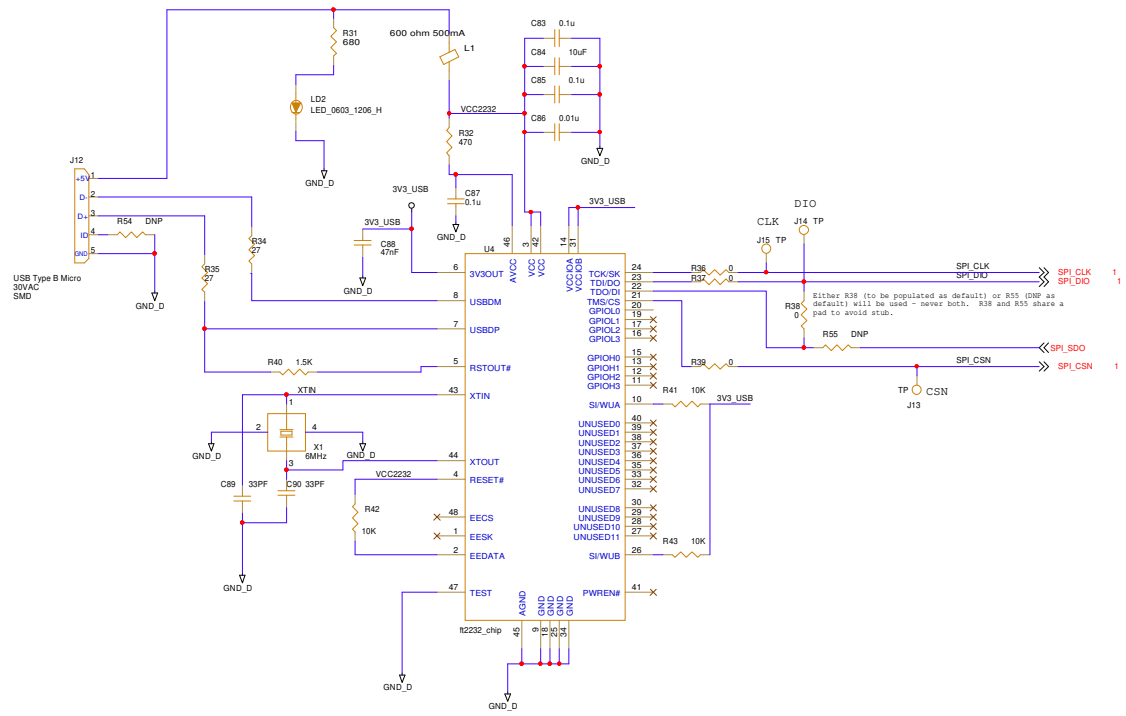 C83 0.1u
R31
680
600 ohm 500mA
L1
C84 10uF
C85 0.1u
LD2
LED_0603_1206_H
VCC2232
C86 0.01u
R32
470
GND_D
J12
GND_D
+5V 1
D- 2
D+ 3
ID 4
GND 5
R54 DNP
3V3_USB
C87
0.1u
3V3_USB
DIO
J14 TP
CLK
J15 TP
3V3_USB
GND_D
C88
47nF
R34
27
R35
27
USB Type B Micro
30VAC
SMD
GND_D
GND_D
U4
46 AVCC
3 VCC
42 VCC
14 VCCIOA
31 VCCIOB
6 3V3OUT
8 USBDM
7 USBDP
5 RSTOUT#
43 XTIN
44 XTOUT
4 RESET#
48 EECS
1 EESK
2 EEDATA
47 TEST
TCK/SK 24
TDI/DO 23
TDO/DI 22
TMS/CS 21
GPIOL0 20
GPIOL1 19
GPIOL2 17
GPIOL3 16
GPIOH0 15
GPIOH1 13
GPIOH2 12
GPIOH3 11
SI/WUA 10
UNUSED0 40
UNUSED1 39
UNUSED2 38
UNUSED3 37
UNUSED4 36
UNUSED5 35
UNUSED6 33
UNUSED7 32
UNUSED8 30
UNUSED9 29
UNUSED10 28
UNUSED11 27
SI/WUB 26
PWREN# 41
AGND 45
GND 9
GND 18
GND 25
GND 34
ft2232_chip
R36 0
R37 0
SPI_CLK
SPI_CLK 1
SPI_DIO
SPI_DIO 1
Either R38 (to be populated as default) or R55 (DNP as
default) will be used - never both. R38 and R55 share a
pad to avoid stub.
R38
0
R55 DNP
SPI_SDO
R39 0
SPI_CSN
SPI_CSN 1
TP CSN
J13
R40 1.5K
R41 10K
3V3_USB
XTIN
1
2
4
GND_D
GND_D
X1
6MHz
3
C89 33PF
C90 33PF
VCC2232
R42
10K
R43 10K
GND_D
GND_D
GND_D